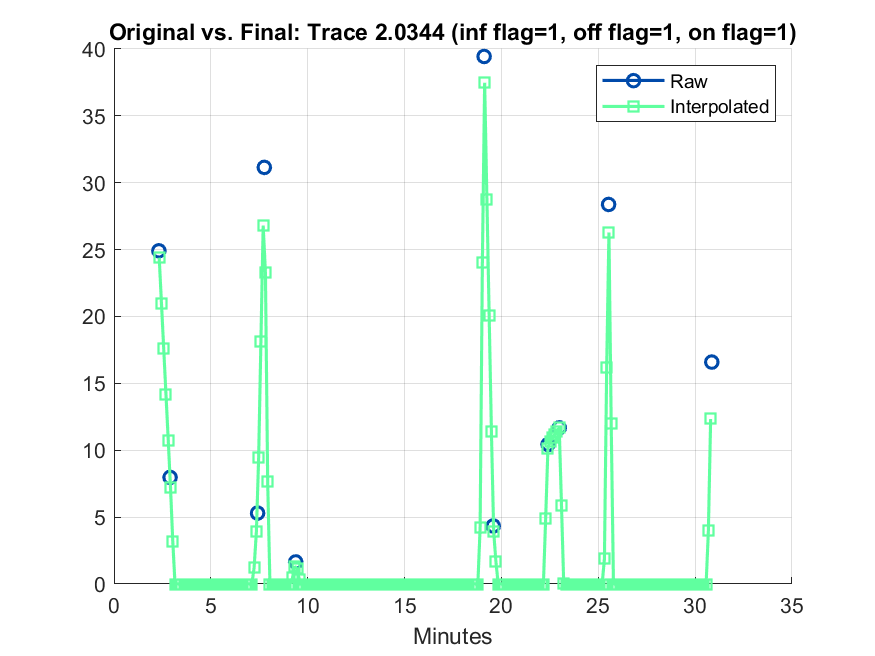 Original vs. Final: Trace 2.0344 (inf flag=1, off flag=1, on flag=1)
40
35
30
25
20
15
10
5
0
Raw
Interpolated
0 5 10 15 20 25 30 35
Minutes